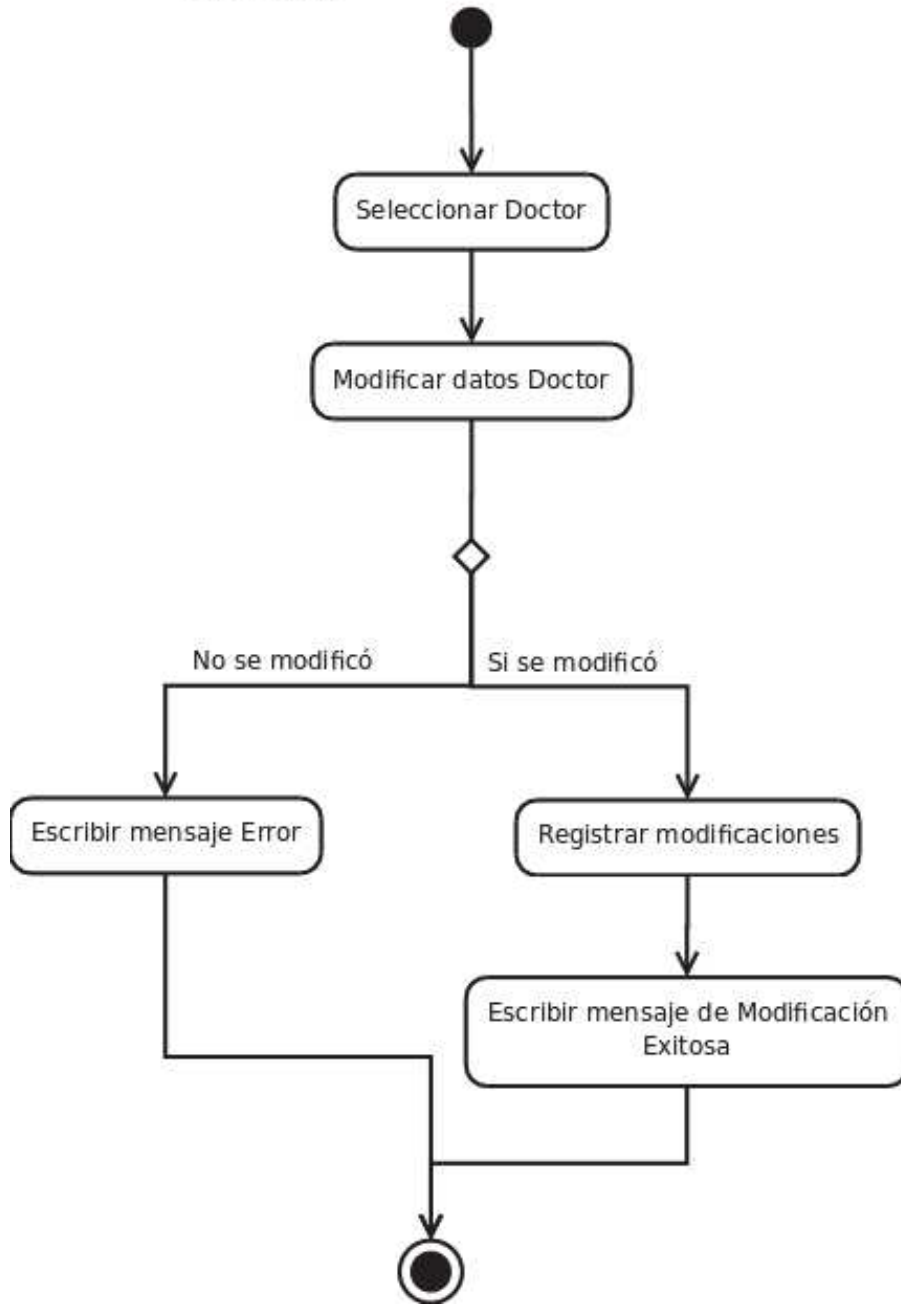 Seleccionar Doctor
Modificar datos Doctor
No se modificó
Si se modificó
Escribir mensaje Error
Registrar modificaciones
Escribir mensaje de Modificación
Exitosa